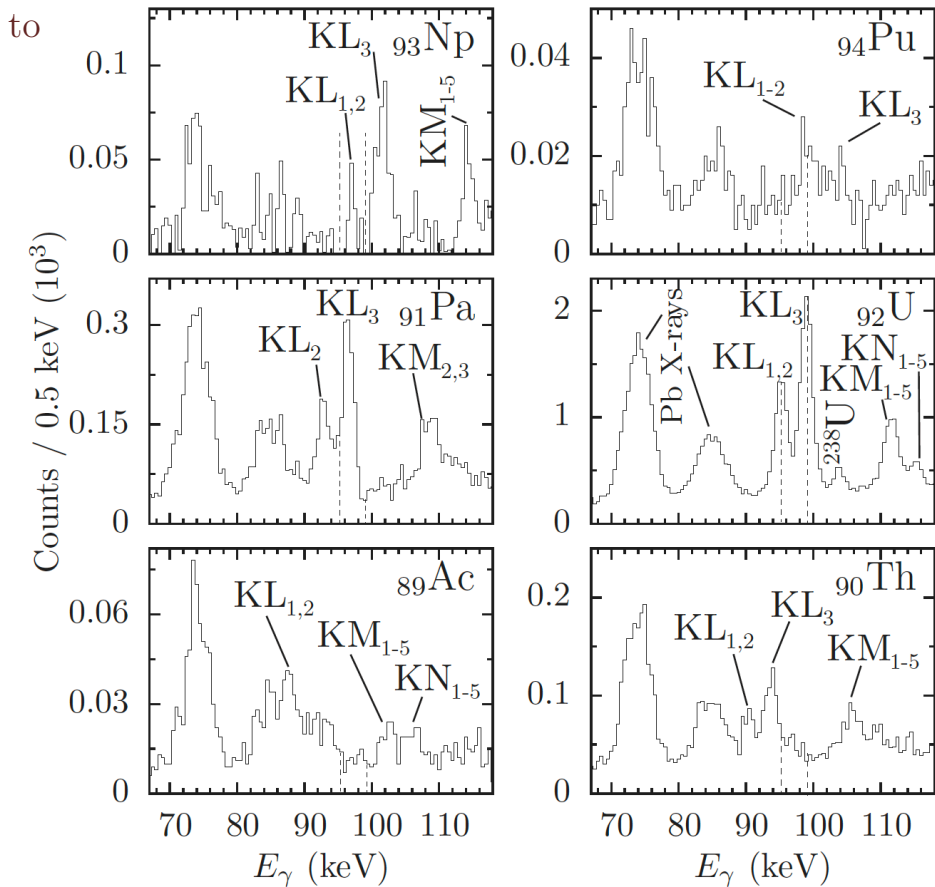 to
Counts / 0.5 keV (10³)
KL₃
₉₃Np
KL₁,₂
KM₁₋₅
0.1
0.05
0
₉₄Pu
KL₁₋₂
KL₃
0.04
0.02
0
KL₃
₉₁Pa
KL₂
KM₂,₃
0.3
0.15
0
KL₃
₉₂U
KN₁₋₅
KL₁,₂
KM₁₋₅
Pb X-rays
²³⁸U
2
1
0
₈₉Ac
KL₁,₂
KM₁₋₅
KN₁₋₅
0.06
0.03
0
70 80 90 100 110
E_γ (keV)
₉₀Th
KL₃
KL₁,₂
KM₁₋₅
0.2
0.1
0
70 80 90 100 110
E_γ (keV)